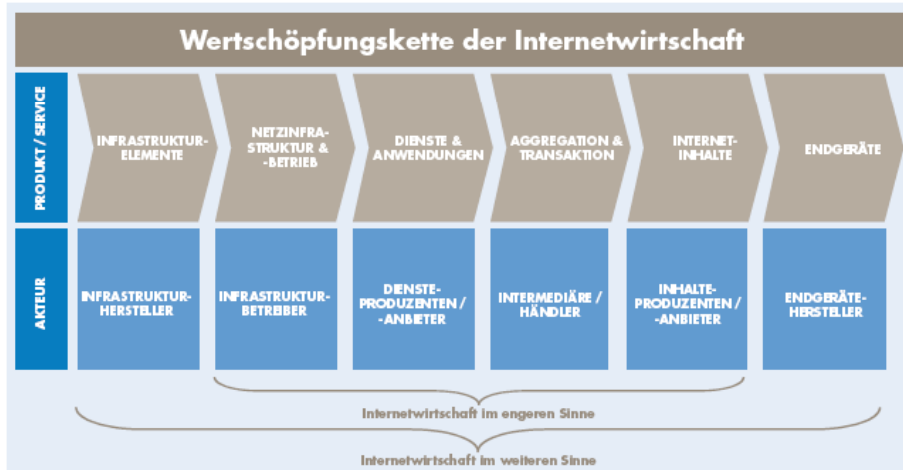 Wertschöpfungskette der Internetwirtschaft
PRODUKT / SERVICE
INFRASTRUKTUR-
ELEMENTE
NETZINFRA-
STRUKTUR &
-BETRIEB
DIENSTE &
ANWENDUNGEN
AGGREGATION &
TRANSAKTION
INTERNET-
INHALTE
ENDGERÄTE
AKTEUR
INFRASTRUKTUR-
HERSTELLER
INFRASTRUKTUR-
BETREIBER
DIENSTE-
PRODUZENTEN /
-ANBIETER
INTERMEDIÄRE /
HÄNDLER
INHALTE-
PRODUZENTEN /
-ANBIETER
ENDGERÄTE-
HERSTELLER
Internetwirtschaft im engeren Sinne
Internetwirtschaft im weiteren Sinne